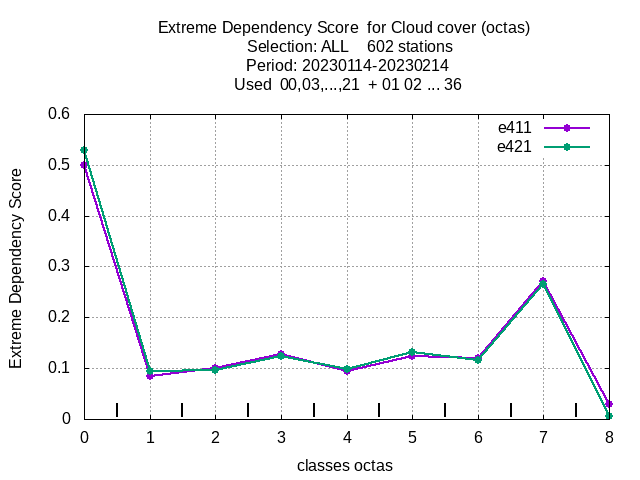 Extreme Dependency Score  for Cloud cover (octas)
Selection: ALL    602 stations
Period: 20230114-20230214
Used  00,03,...,21  + 01 02 ... 36
e411
e421
Extreme Dependency Score
0.6
0.5
0.4
0.3
0.2
0.1
0
0 1 2 3 4 5 6 7 8
classes octas